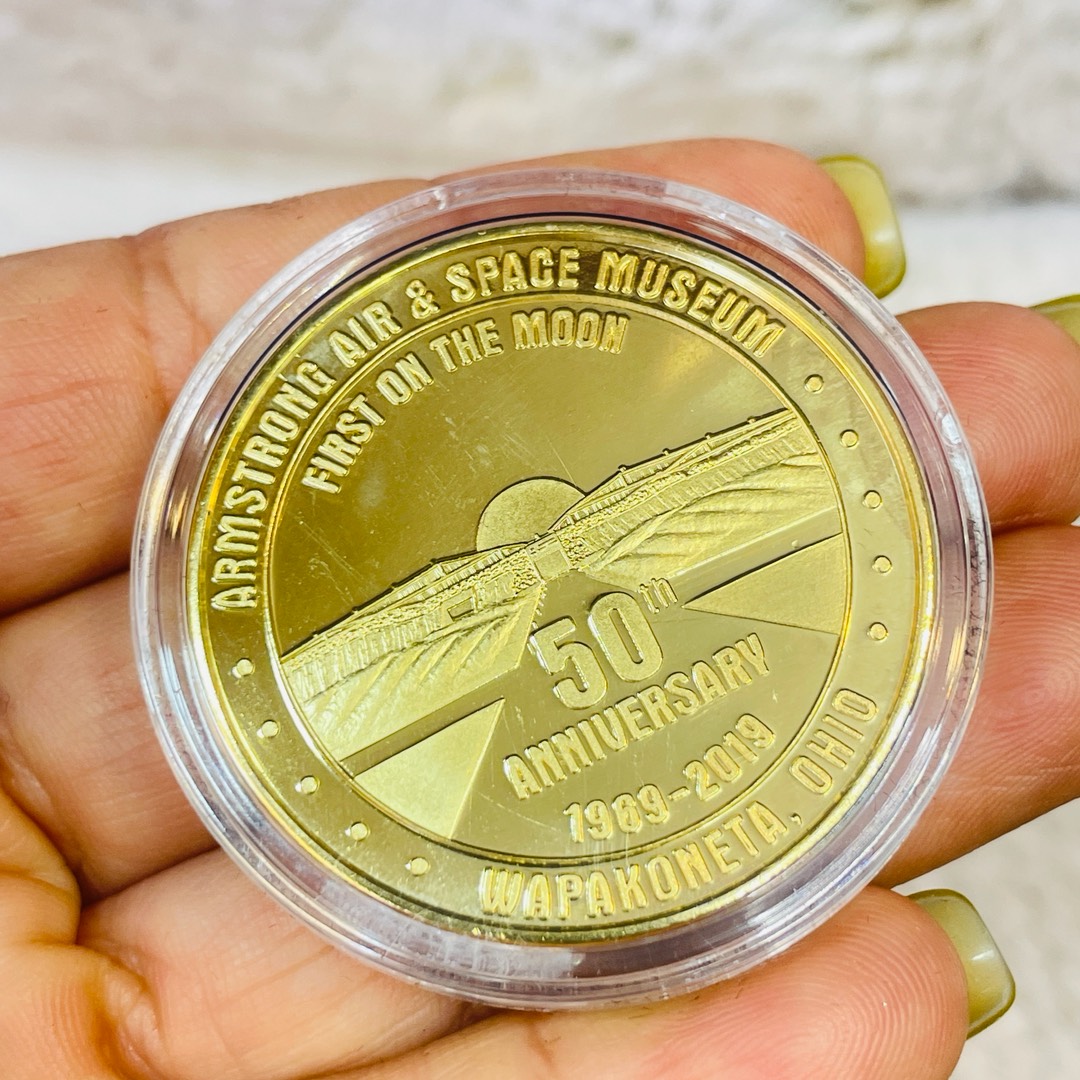 ARMSTRONG AIR & SPACE MUSEUM
FIRST ON THE MOON
50th
ANNIVERSARY
1969-2019
WAPAKONETA, OHIO